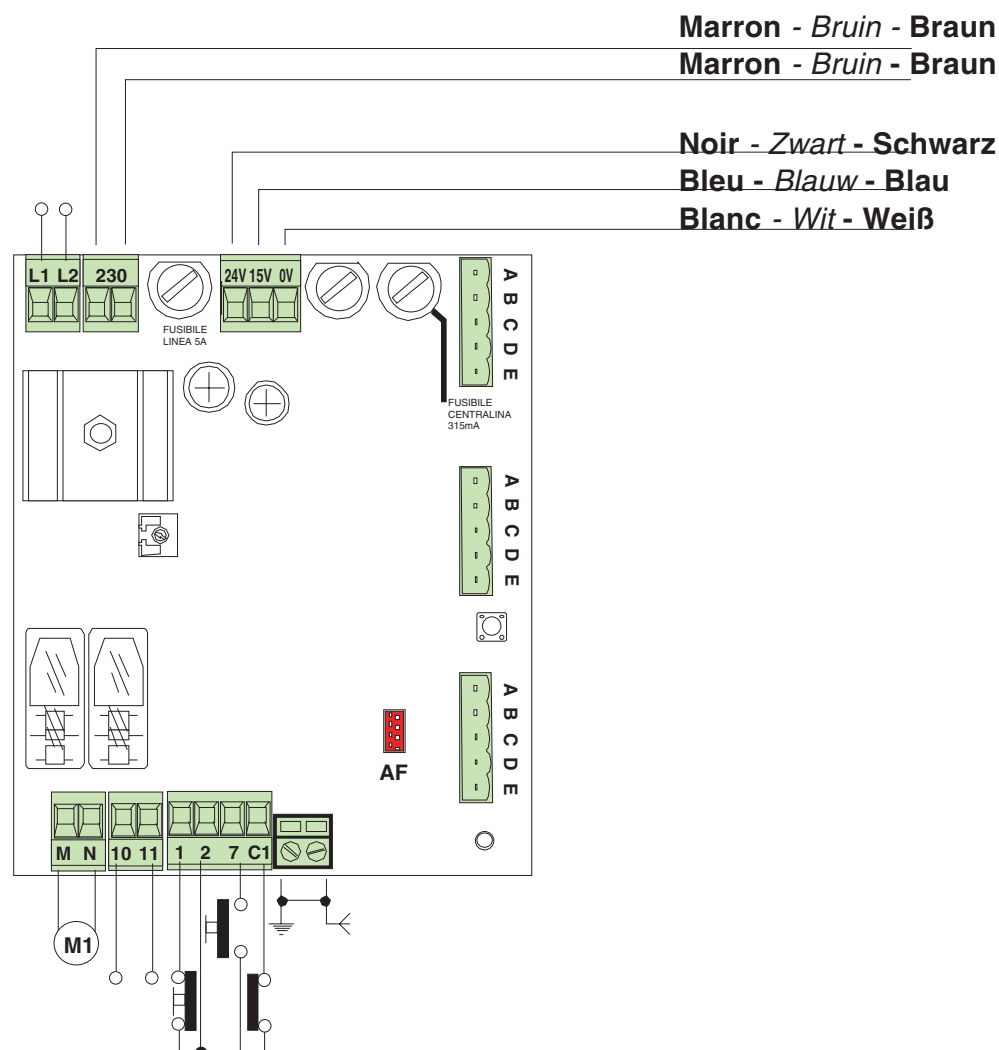 Marron - Bruin - Braun
Marron - Bruin - Braun
Noir - Zwart - Schwarz
Bleu - Blauw - Blau
Blanc - Wit - Weiß
L1 L2 230 24V 15V 0V
FUSIBILE
LINEA 5A
A
B
C
D
E
FUSIBILE
CENTRALINA
315mA
A
B
C
D
E
A
B
C
D
E
AF
M N 10 11 1 2 7 C1
M1